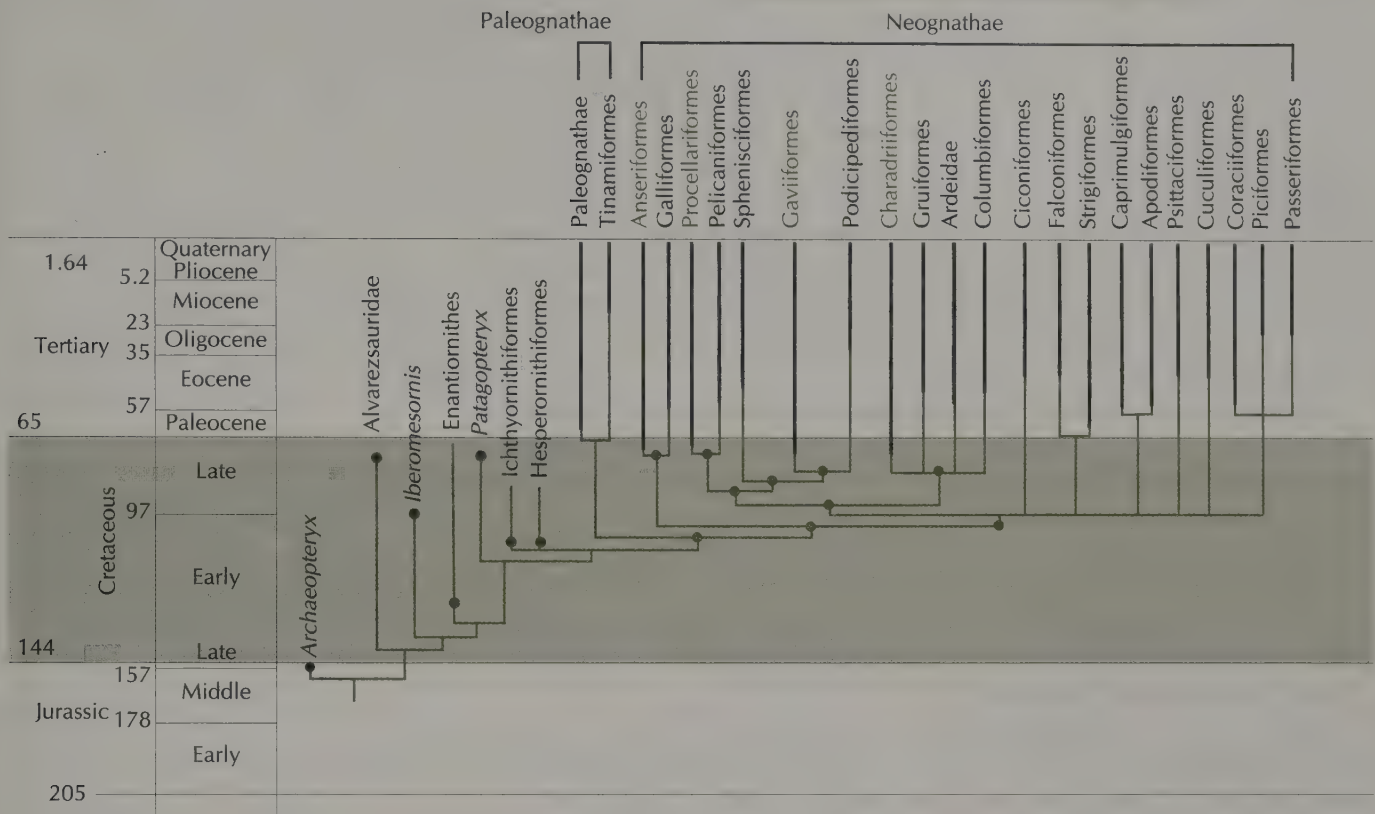 Paleognathae
Neognathae
Paleognathae
Tinamiformes
Anseriformes
Galliformes
Procellariiformes
Pelicaniformes
Sphenisciformes
Gaviiformes
Podicipediformes
Charadriiformes
Gruiformes
Ardeidae
Columbiformes
Ciconiformes
Falconiformes
Strigiformes
Caprimulgiformes
Apodiformes
Psittaciformes
Cuculiformes
Coraciiformes
Piciformes
Passeriformes
Alvarezsauridae
Iberomesornis
Enantiornithes
Patagopteryx
Ichthyornithiformes
Hesperornithiformes
Archaeopteryx
1.64
Quaternary
5.2
Pliocene
Miocene
23
Tertiary
Oligocene
35
Eocene
57
65
Paleocene
Cretaceous
Late
97
Early
144
Late
157
Middle
Jurassic
178
Early
205